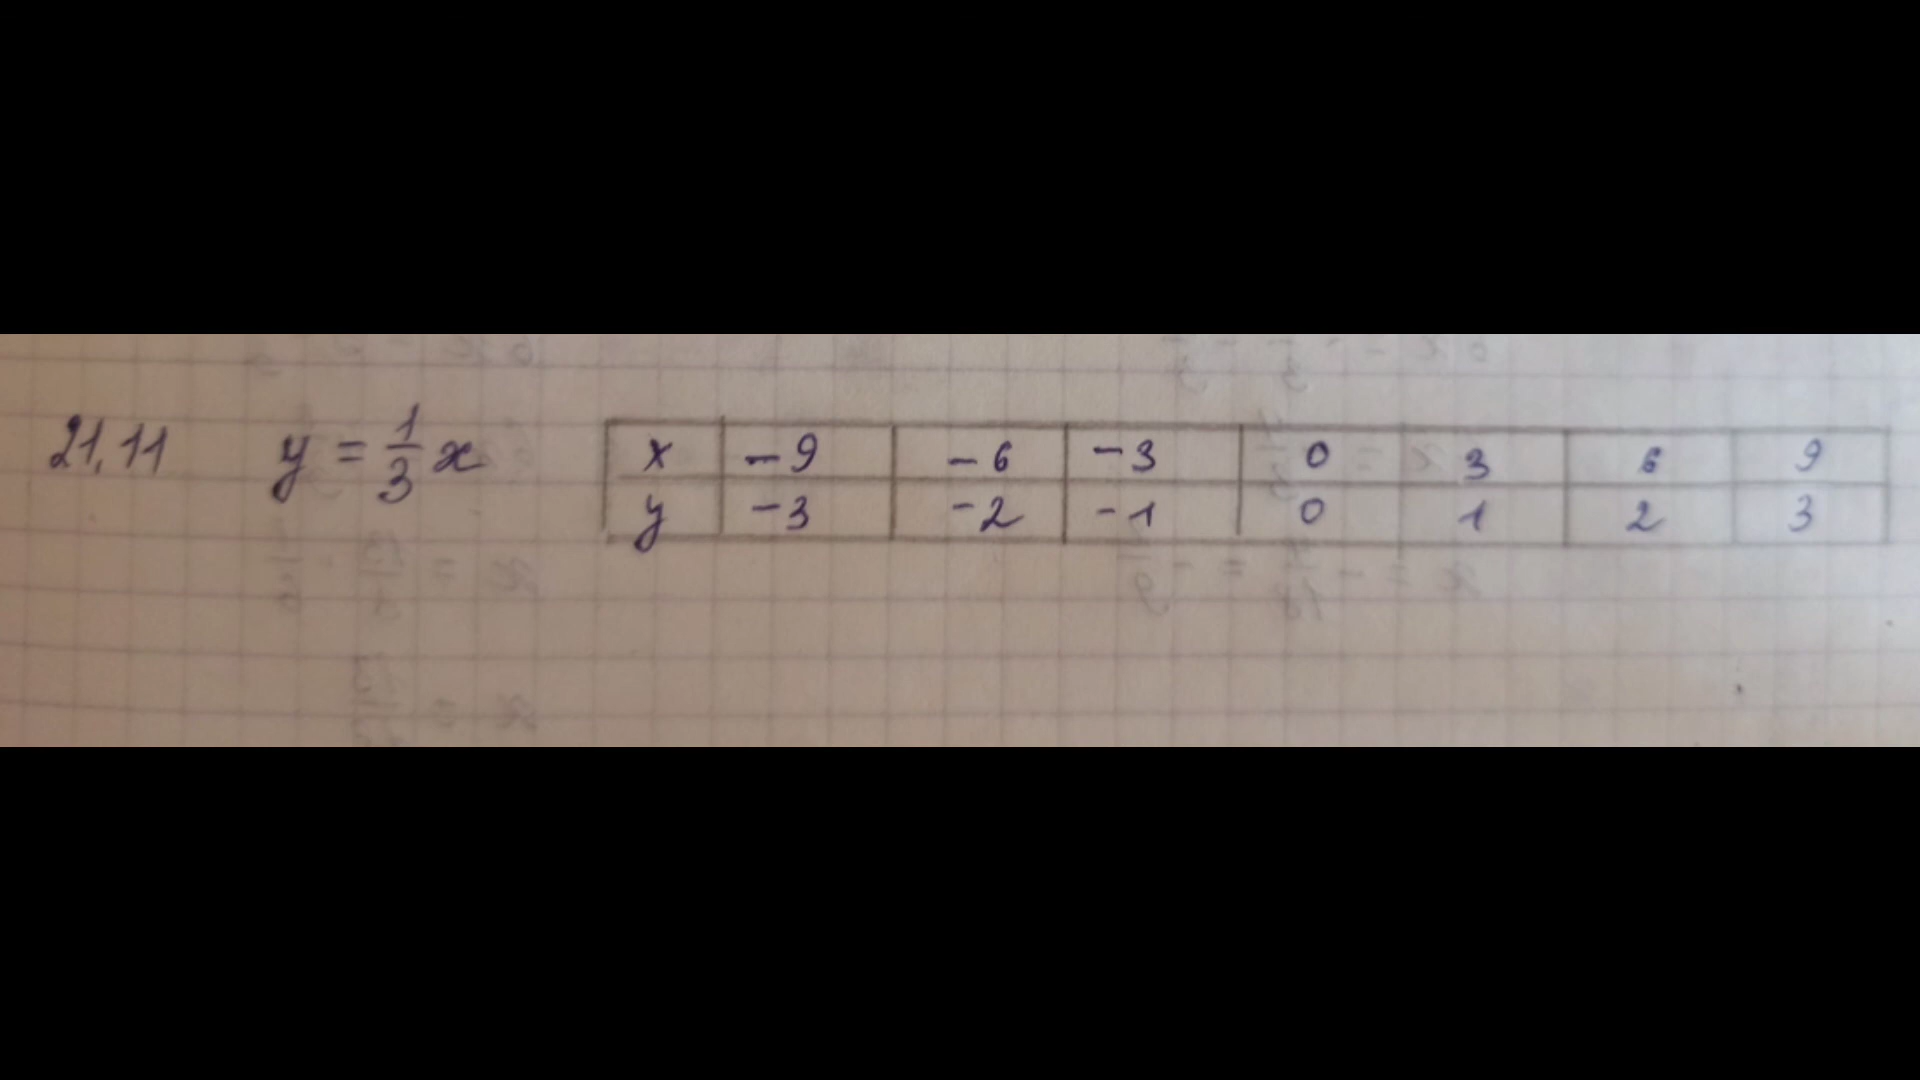 21.11 y = 1/3 x
x -9 -6 -3 0 3 6 9
y -3 -2 -1 0 1 2 3